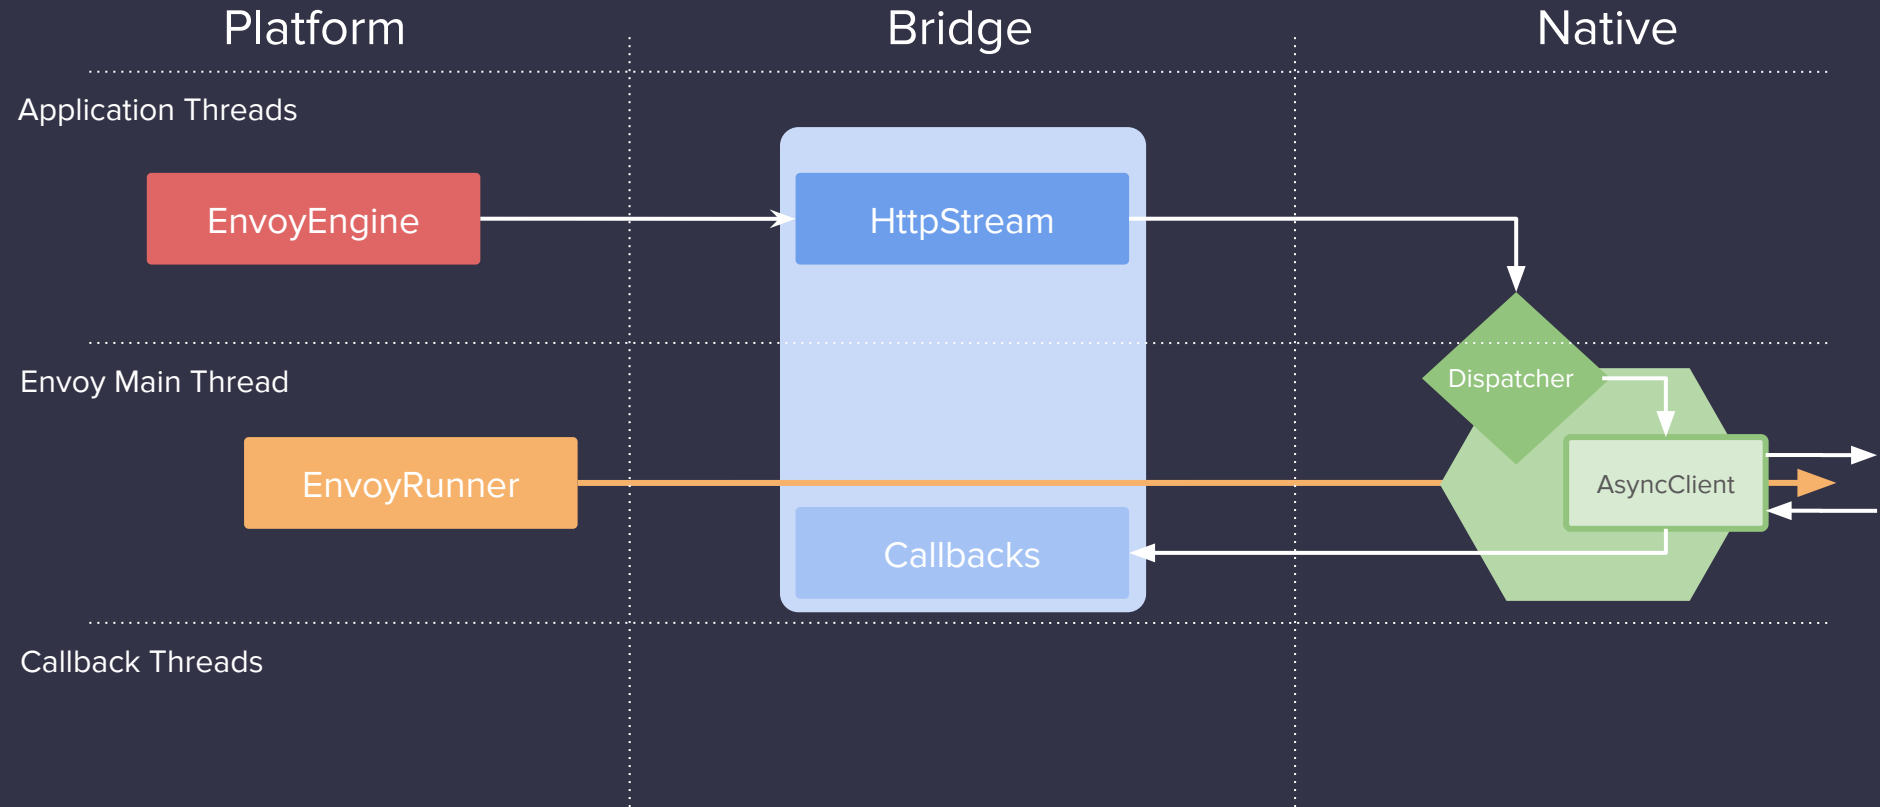 Platform
Bridge
Native
Application Threads
EnvoyEngine
HttpStream
Envoy Main Thread
Dispatcher
EnvoyRunner
AsyncClient
Callbacks
Callback Threads